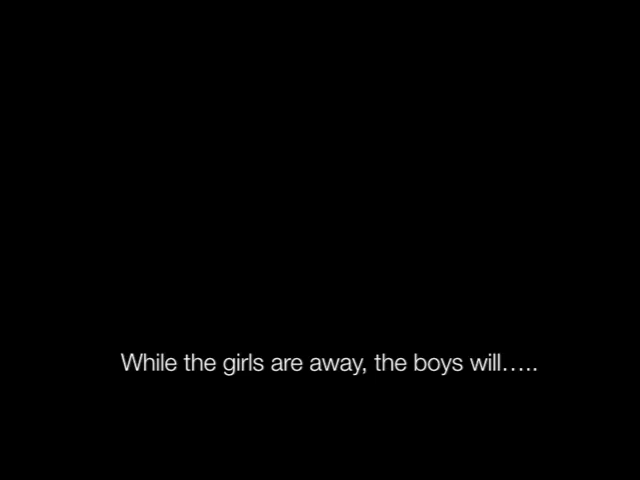 While the girls are away, the boys will…..